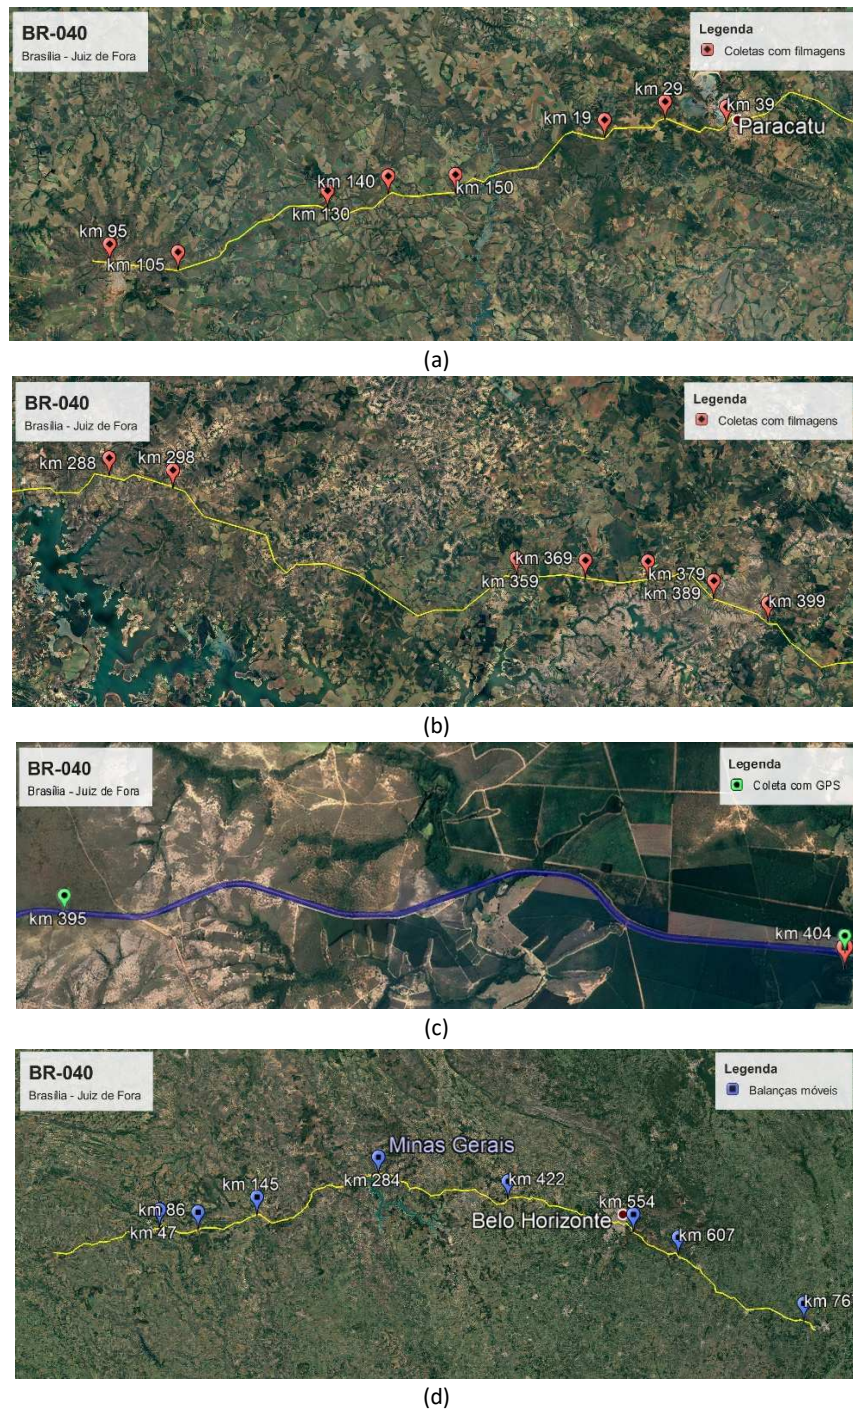 BR-040
Brasília - Juiz de Fora
Legenda
Coletas com filmagens
km 29
km 39
km 19
Paracatu
km 140
km 150
km 130
km 95
km 105
(a)
BR-040
Brasília - Juiz de Fora
Legenda
Coletas com filmagens
km 288
km 298
km 369
km 359
km 379
km 389
km 399
(b)
BR-040
Brasília - Juiz de Fora
Legenda
Coleta com GPS
km 395
km 404
(c)
BR-040
Brasília - Juiz de Fora
Legenda
Balanças móveis
Minas Gerais
km 284
km 145
km 422
km 86
km 47
km 554
Belo Horizonte
km 607
km 767
(d)